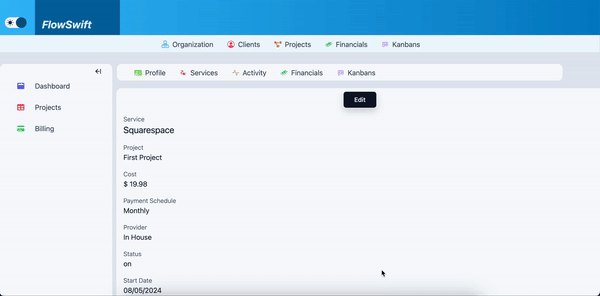 FlowSwift
Organization Clients Projects Financials Kanbans
Profile Services Activity Financials Kanbans
Dashboard
Projects
Billing
Edit
Service
Squarespace
Project
First Project
Cost
$ 19.98
Payment Schedule
Monthly
Provider
In House
Status
on
Start Date
08/05/2024